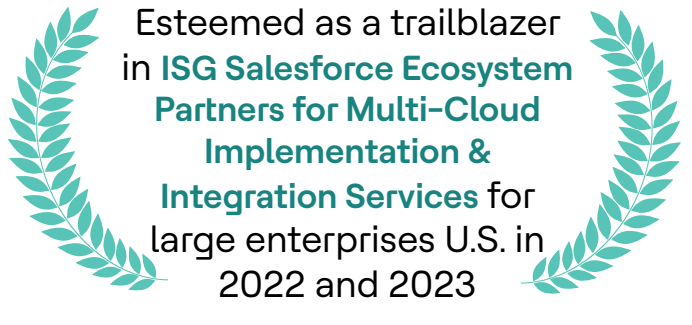 Esteemed as a trailblazer
in ISG Salesforce Ecosystem
Partners for Multi-Cloud
Implementation &
Integration Services for
large enterprises U.S. in
2022 and 2023